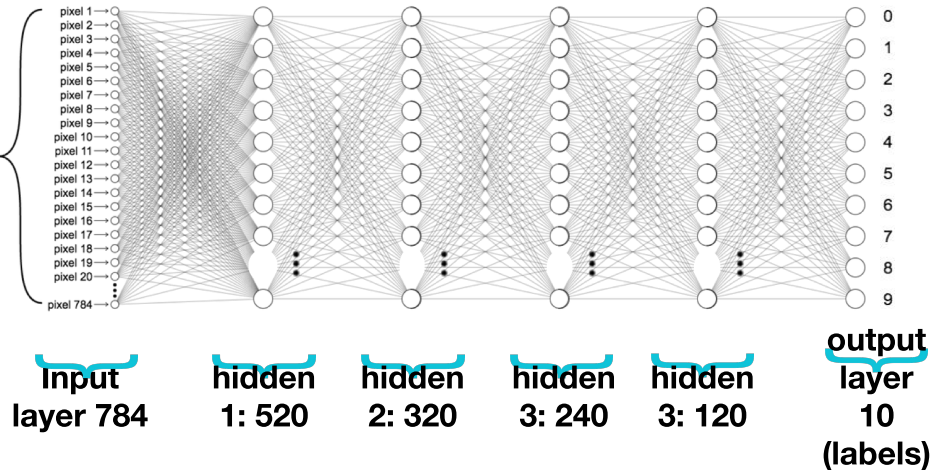 pixel 1
pixel 2
pixel 3
pixel 4
pixel 5
pixel 6
pixel 7
pixel 8
pixel 9
pixel 10
pixel 11
pixel 12
pixel 13
pixel 14
pixel 15
pixel 16
pixel 17
pixel 18
pixel 19
pixel 20
pixel 784
0
1
2
3
4
5
6
7
8
9
Input
layer 784
hidden
1: 520
hidden
2: 320
hidden
3: 240
hidden
3: 120
output
layer
10
(labels)